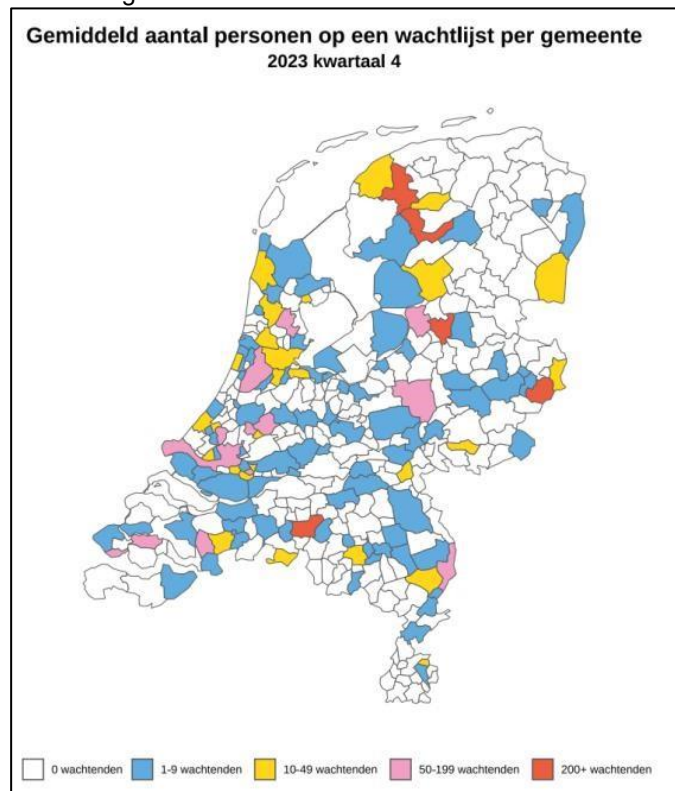 Gemiddeld aantal personen op een wachtlijst per gemeente
2023 kwartaal 4
0 wachtenden
1-9 wachtenden
10-49 wachtenden
50-199 wachtenden
200+ wachtenden